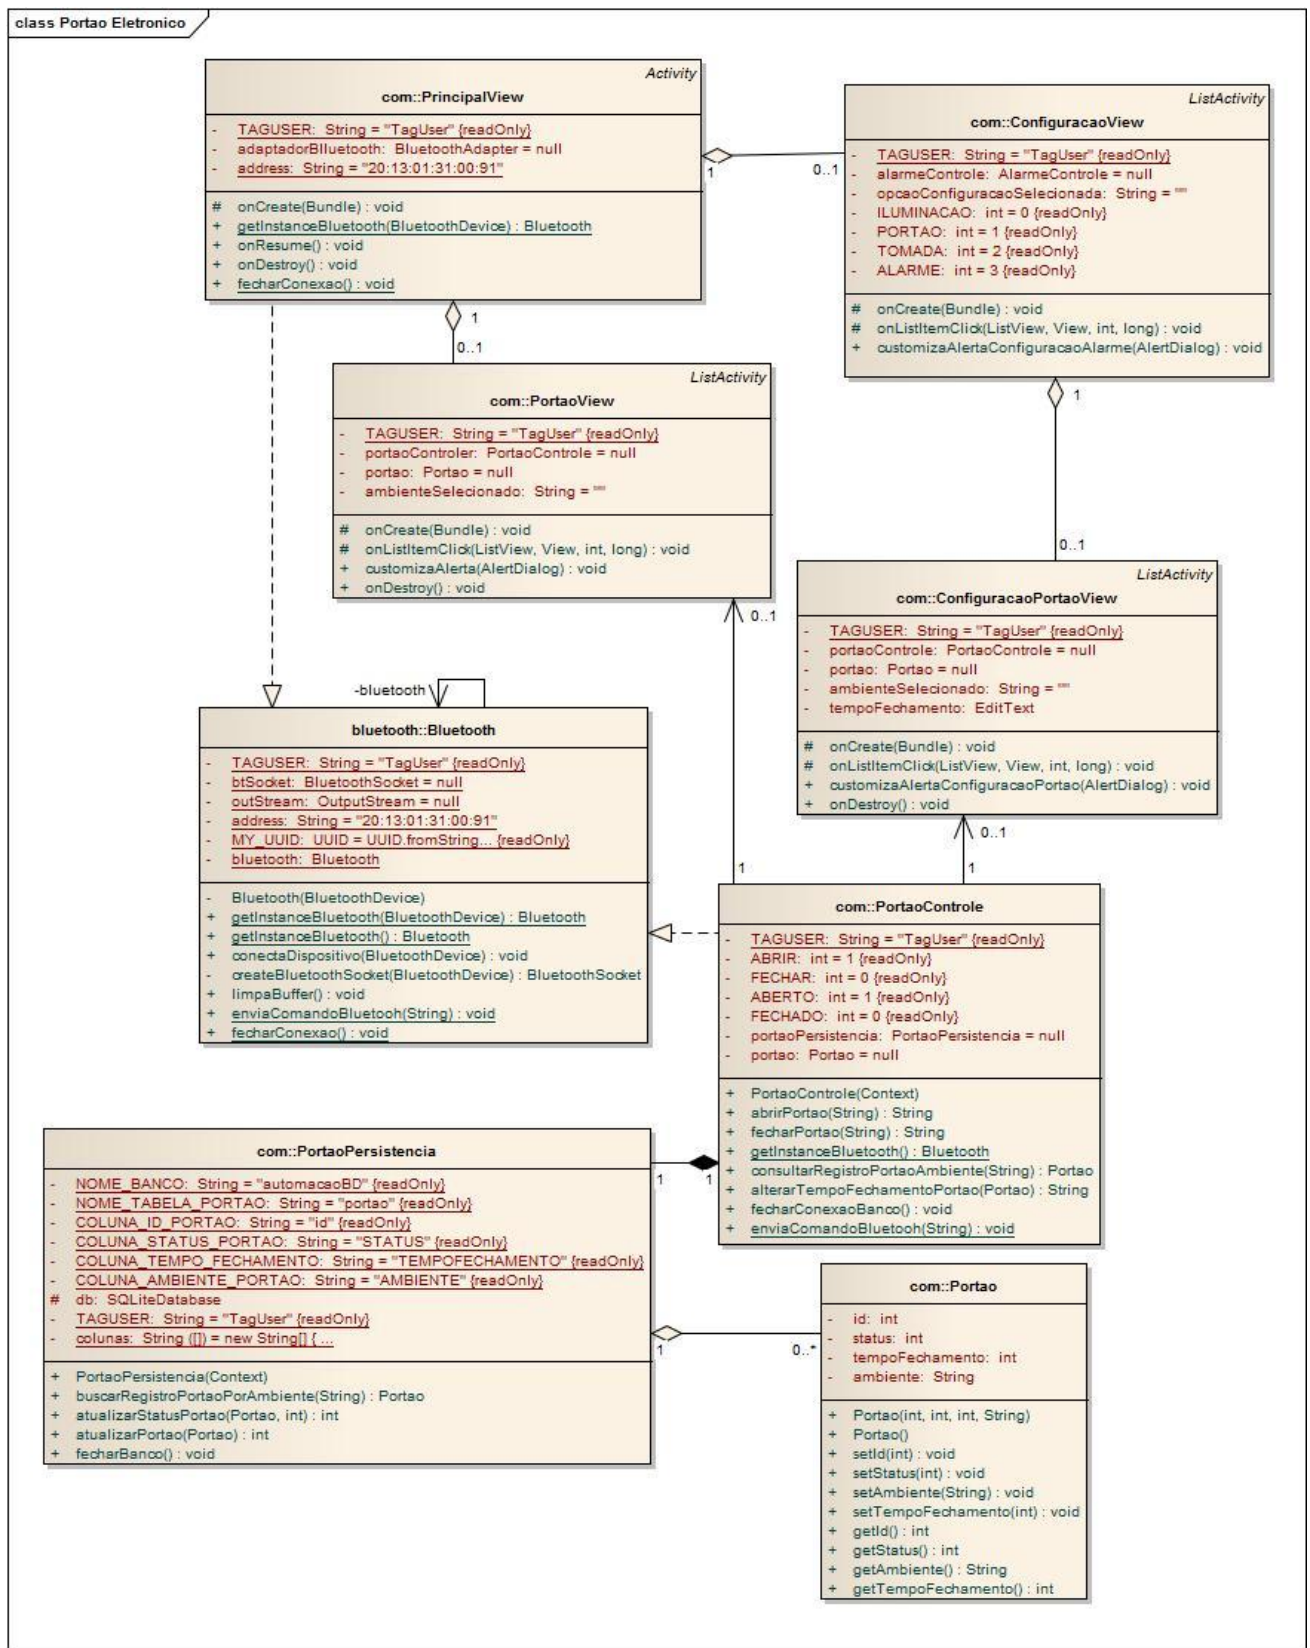 class Portao Eletronico
Activity
com::PrincipalView
- TAGUSER: String = "TagUser" {readOnly}
- adaptadorBlluetooth: BluetoothAdapter = null
- address: String = "20:13:01:31:00:91"
# onCreate(Bundle) : void
+ getInstanceBluetooth(BluetoothDevice) : Bluetooth
+ onResume() : void
+ onDestroy() : void
+ fecharConexao() : void
1
0..1
ListActivity
com::ConfiguracaoView
- TAGUSER: String = "TagUser" {readOnly}
- alarmeControle: AlarmeControle = null
- opcaoConfiguracaoSelecionada: String = ""
- ILUMINACAO: int = 0 {readOnly}
- PORTAO: int = 1 {readOnly}
- TOMADA: int = 2 {readOnly}
- ALARME: int = 3 {readOnly}
# onCreate(Bundle) : void
# onListItemClick(ListView, View, int, long) : void
+ customizaAlertaConfiguracaoAlarme(AlertDialog) : void
1
0..1
1
0..1
ListActivity
com::PortaoView
- TAGUSER: String = "TagUser" {readOnly}
- portaoControler: PortaoControle = null
- portao: Portao = null
- ambienteSelecionado: String = ""
# onCreate(Bundle) : void
# onListItemClick(ListView, View, int, long) : void
+ customizaAlerta(AlertDialog) : void
+ onDestroy() : void
0..1
1
ListActivity
com::ConfiguracaoPortaoView
- TAGUSER: String = "TagUser" {readOnly}
- portaoControle: PortaoControle = null
- portao: Portao = null
- ambienteSelecionado: String = ""
- tempoFechamento: EditText
# onCreate(Bundle) : void
# onListItemClick(ListView, View, int, long) : void
+ customizaAlertaConfiguracaoPortao(AlertDialog) : void
+ onDestroy() : void
0..1
1
-bluetooth
bluetooth::Bluetooth
- TAGUSER: String = "TagUser" {readOnly}
- btSocket: BluetoothSocket = null
- outStream: OutputStream = null
- address: String = "20:13:01:31:00:91"
- MY_UUID: UUID = UUID.fromString... {readOnly}
- bluetooth: Bluetooth
- Bluetooth(BluetoothDevice)
+ getInstanceBluetooth(BluetoothDevice) : Bluetooth
+ getInstanceBluetooth() : Bluetooth
+ conectaDispositivo(BluetoothDevice) : void
- createBluetoothSocket(BluetoothDevice) : BluetoothSocket
+ limpaBuffer() : void
+ enviaComandoBluetooh(String) : void
+ fecharConexao() : void
com::PortaoControle
- TAGUSER: String = "TagUser" {readOnly}
- ABRIR: int = 1 {readOnly}
- FECHAR: int = 0 {readOnly}
- ABERTO: int = 1 {readOnly}
- FECHADO: int = 0 {readOnly}
- portaoPersistencia: PortaoPersistencia = null
- portao: Portao = null
+ PortaoControle(Context)
+ abrirPortao(String) : String
+ fecharPortao(String) : String
+ getInstanceBluetooth() : Bluetooth
+ consultarRegistroPortaoAmbiente(String) : Portao
+ alterarTempoFechamentoPortao(Portao) : String
+ fecharConexaoBanco() : void
+ enviaComandoBluetooh(String) : void
1
1
com::PortaoPersistencia
- NOME_BANCO: String = "automacaoBD" {readOnly}
- NOME_TABELA_PORTAO: String = "portao" {readOnly}
- COLUNA_ID_PORTAO: String = "id" {readOnly}
- COLUNA_STATUS_PORTAO: String = "STATUS" {readOnly}
- COLUNA_TEMPO_FECHAMENTO: String = "TEMPOFECHAMENTO" {readOnly}
- COLUNA_AMBIENTE_PORTAO: String = "AMBIENTE" {readOnly}
# db: SQLiteDatabase
- TAGUSER: String = "TagUser" {readOnly}
- colunas: String ([]) = new String[] { ...
+ PortaoPersistencia(Context)
+ buscarRegistroPortaoPorAmbiente(String) : Portao
+ atualizarStatusPortao(Portao, int) : int
+ atualizarPortao(Portao) : int
+ fecharBanco() : void
1
0..*
com::Portao
- id: int
- status: int
- tempoFechamento: int
- ambiente: String
+ Portao(int, int, int, String)
+ Portao()
+ setId(int) : void
+ setStatus(int) : void
+ setAmbiente(String) : void
+ setTempoFechamento(int) : void
+ getId() : int
+ getStatus() : int
+ getAmbiente() : String
+ getTempoFechamento() : int